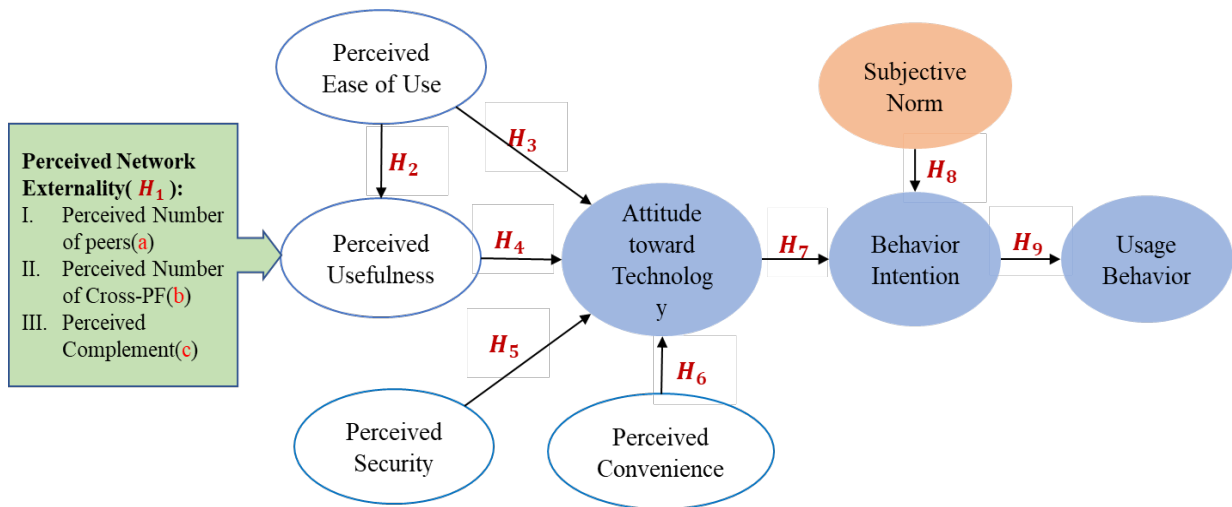 Perceived Network
Externality( H₁ ):
I. Perceived Number
of peers(a)
II. Perceived Number
of Cross-PF(b)
III. Perceived
Complement(c)
Perceived
Ease of Use
H₂
H₃
Perceived
Usefulness
H₄
H₅
Perceived
Security
H₆
Perceived
Convenience
Attitude
toward
Technolog
y
H₇
Subjective
Norm
H₈
Behavior
Intention
H₉
Usage
Behavior